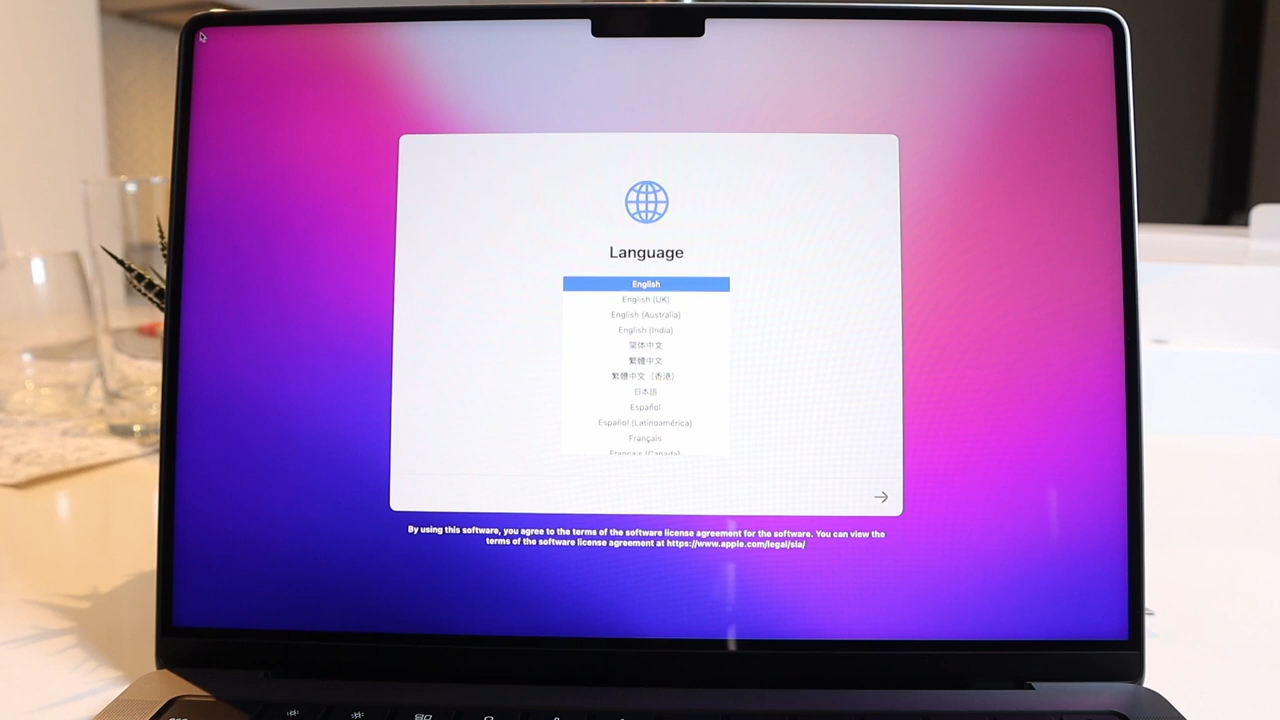 Language
English
English (UK)
English (Australia)
English (India)
简体中文
繁體中文
繁體中文（香港）
日本語
Español
Español (Latinoamérica)
Français
Français (Canada)
By using this software, you agree to the terms of the software license agreement for the software. You can view the
terms of the software license agreement at https://www.apple.com/legal/sla/
esc